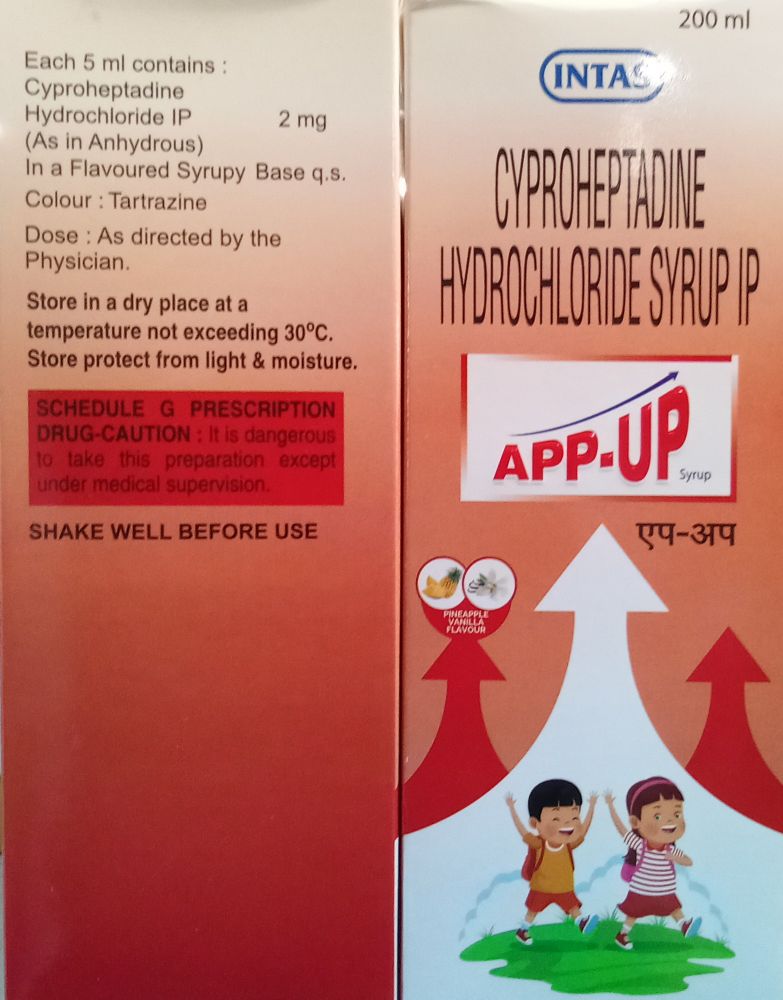 Each 5 ml contains :
Cyproheptadine
Hydrochloride IP 2 mg
(As in Anhydrous)
In a Flavoured Syrupy Base q.s.
Colour : Tartrazine
Dose : As directed by the
Physician.
Store in a dry place at a
temperature not exceeding 30°C.
Store protect from light & moisture.
SCHEDULE G PRESCRIPTION
DRUG-CAUTION : It is dangerous
to take this preparation except
under medical supervision.
SHAKE WELL BEFORE USE
200 ml
INTAS
CYPROHEPTADINE
HYDROCHLORIDE SYRUP IP
APP-UP
Syrup
एप-अप
PINEAPPLE
VANILLA
FLAVOUR